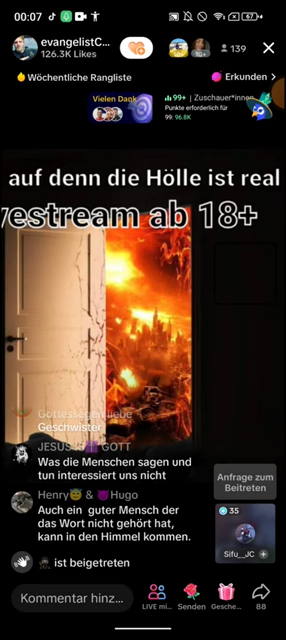 00:07
67
evangelistC...
126.3K Likes
139
Wöchentliche Rangliste
Erkunden >
Vielen Dank
99+ | Zuschauer*innen
Punkte erforderlich für
99: 96.8K
auf denn die Hölle ist real
vestream ab 18+
Gottessegen liebe
Geschwister
JESUS IS GOTT
Was die Menschen sagen und
tun interessiert uns nicht
Henry😇 & 😈Hugo
Auch ein guter Mensch der
das Wort nicht gehört hat,
kann in den Himmel kommen.
ist beigetreten
Anfrage zum
Beitreten
35
Sifu_JC +
Kommentar hinz...
LIVE mi...
Senden
Gesche...
88